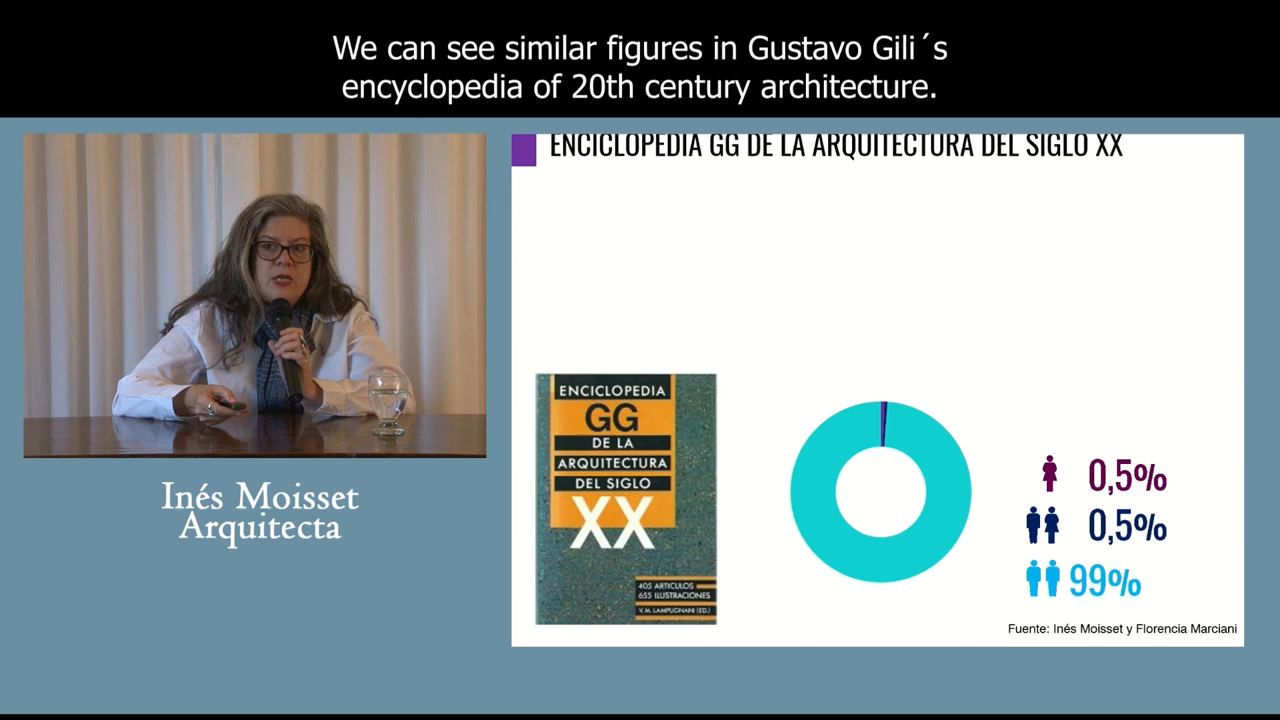 We can see similar figures in Gustavo Gili´s
encyclopedia of 20th century architecture.
ENCICLOPEDIA GG DE LA ARQUITECTURA DEL SIGLO XX
ENCICLOPEDIA
GG
DE LA
ARQUITECTURA
DEL SIGLO
XX
405 ARTICULOS
655 ILUSTRACIONES
V. M. LAMPUGNANI (ED.)
0,5%
0,5%
99%
Fuente: Inés Moisset y Florencia Marciani
Inés Moisset
Arquitecta